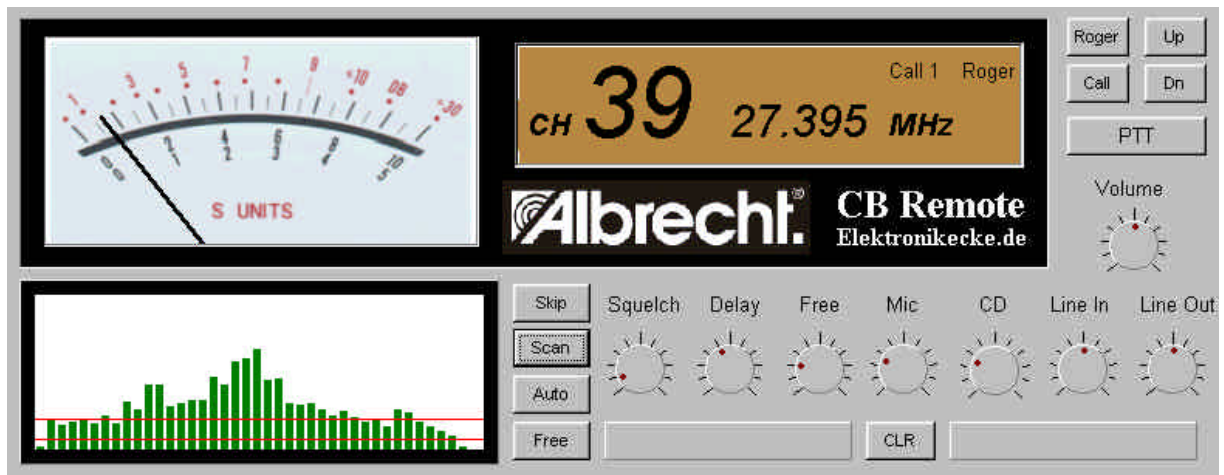 1 3 5 7 9 +10 DB +30
0 1 2 3 4 5
0 2 4 6 8 10
S UNITS
Call 1 Roger
CH 39 27.395 MHz
Albrecht®
CB Remote
Elektronikecke.de
Roger Up
Call Dn
PTT
Volume
Skip
Scan
Auto
Free
Squelch Delay Free Mic CD Line In Line Out
CLR